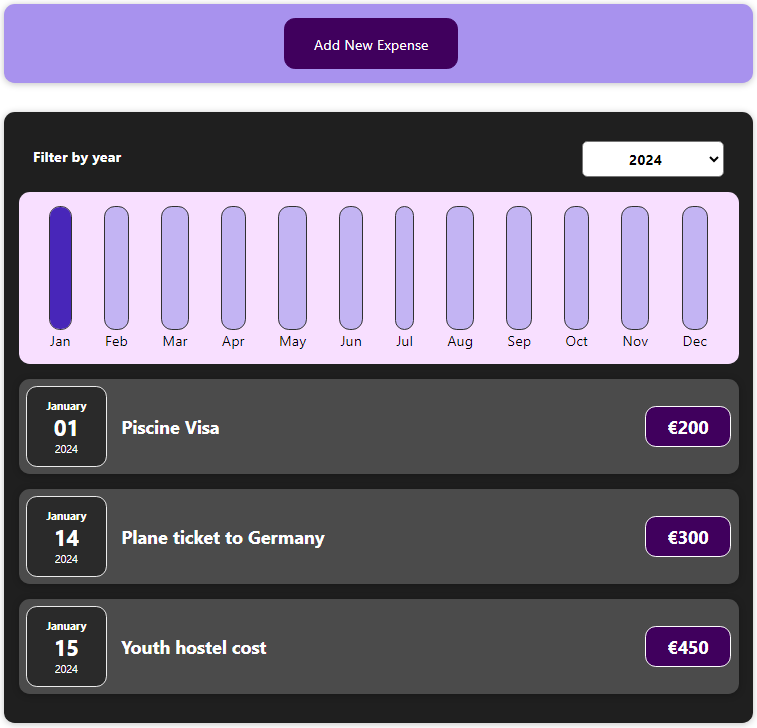 Add New Expense
Filter by year
2024
Jan Feb Mar Apr May Jun Jul Aug Sep Oct Nov Dec
January
01
2024
Piscine Visa
€200
January
14
2024
Plane ticket to Germany
€300
January
15
2024
Youth hostel cost
€450